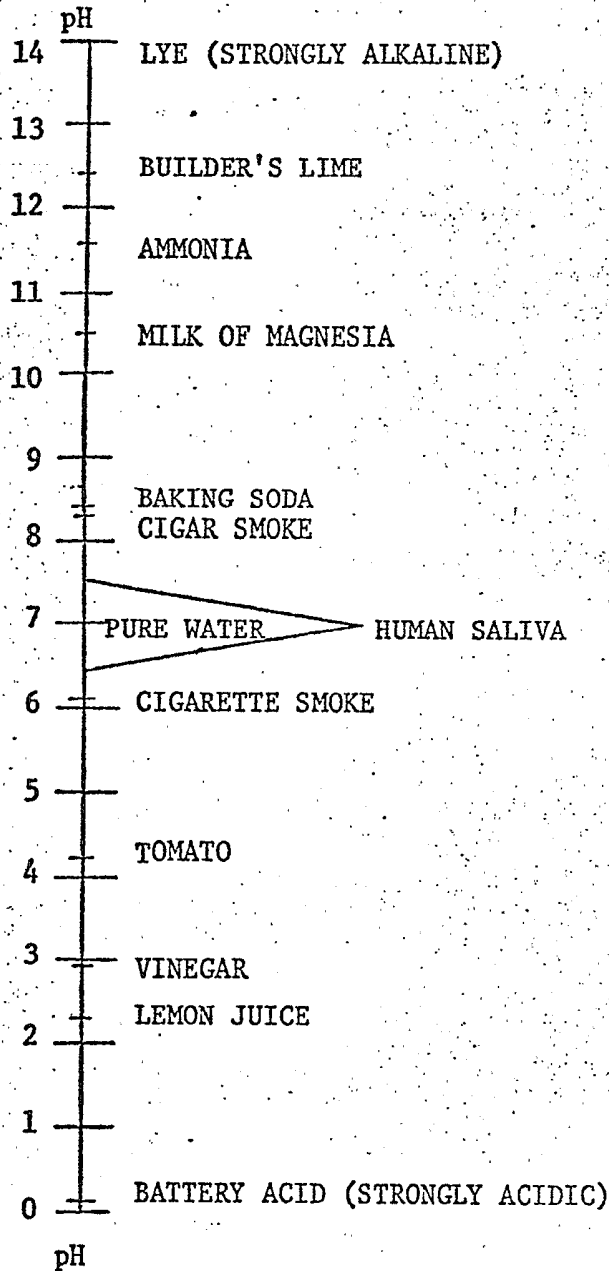 pH
14 LYE (STRONGLY ALKALINE)
13
BUILDER'S LIME
12
AMMONIA
11
MILK OF MAGNESIA
10
9
BAKING SODA
CIGAR SMOKE
8
7 PURE WATER HUMAN SALIVA
6 CIGARETTE SMOKE
5
TOMATO
4
3
VINEGAR
LEMON JUICE
2
1
BATTERY ACID (STRONGLY ACIDIC)
0
pH